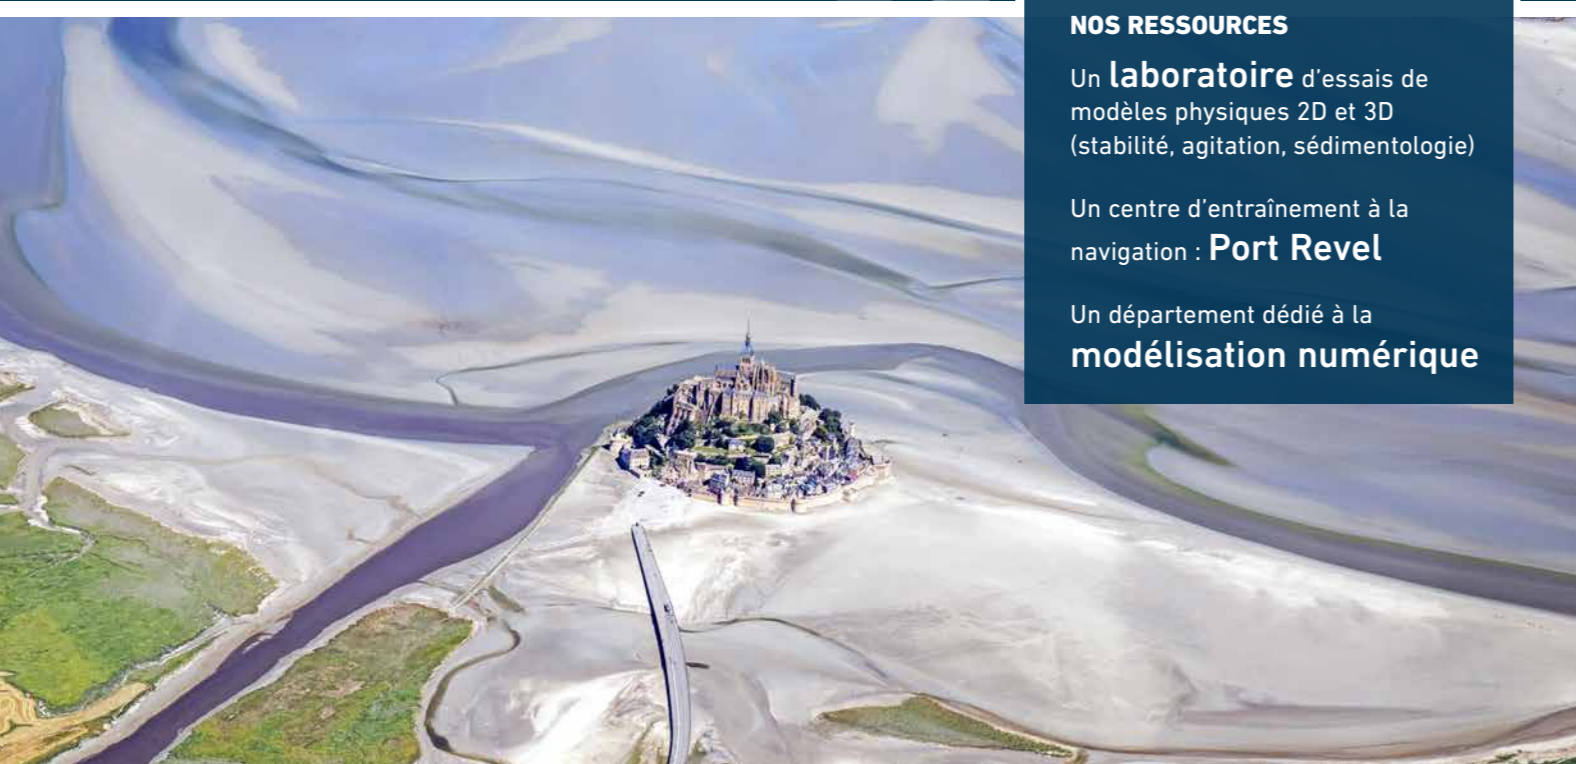 NOS RESSOURCES
Un laboratoire d'essais de
modèles physiques 2D et 3D
(stabilité, agitation, sédimentologie)
Un centre d'entraînement à la
navigation : Port Revel
Un département dédié à la
modélisation numérique